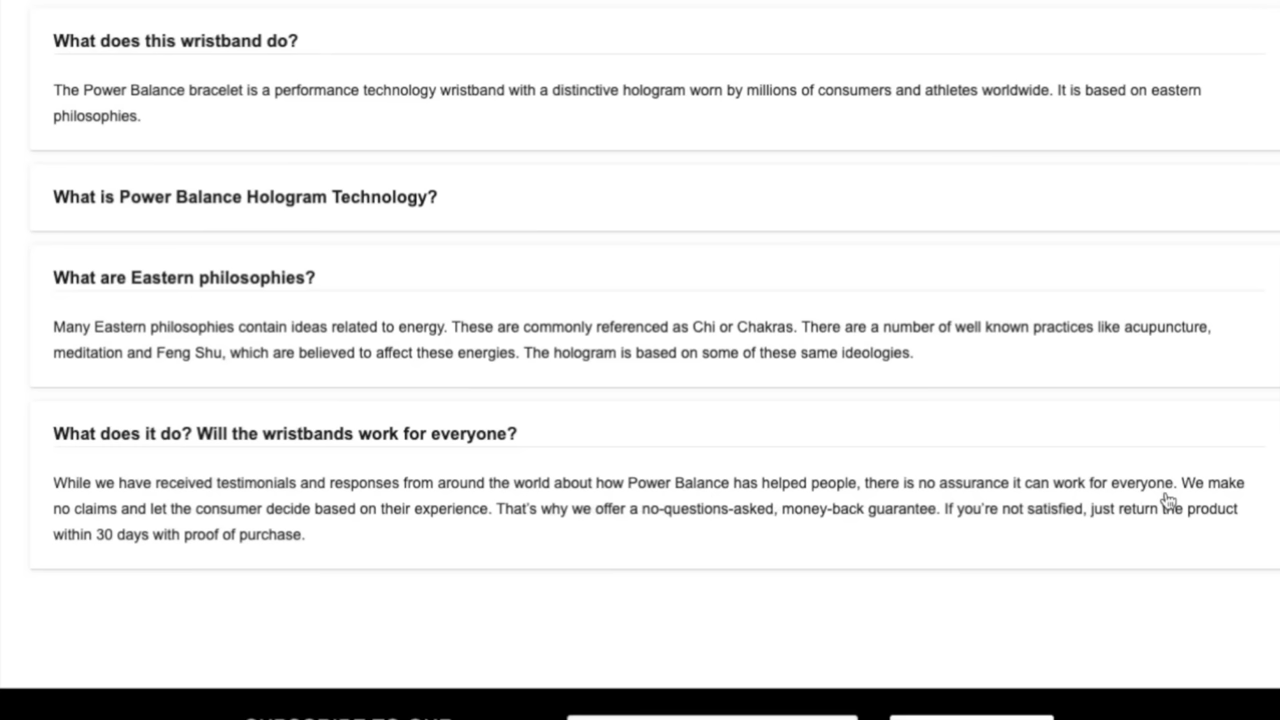 What does this wristband do?
The Power Balance bracelet is a performance technology wristband with a distinctive hologram worn by millions of consumers and athletes worldwide. It is based on eastern
philosophies.
What is Power Balance Hologram Technology?
What are Eastern philosophies?
Many Eastern philosophies contain ideas related to energy. These are commonly referenced as Chi or Chakras. There are a number of well known practices like acupuncture,
meditation and Feng Shu, which are believed to affect these energies. The hologram is based on some of these same ideologies.
What does it do? Will the wristbands work for everyone?
While we have received testimonials and responses from around the world about how Power Balance has helped people, there is no assurance it can work for everyone. We make
no claims and let the consumer decide based on their experience. That's why we offer a no-questions-asked, money-back guarantee. If you're not satisfied, just return the product
within 30 days with proof of purchase.